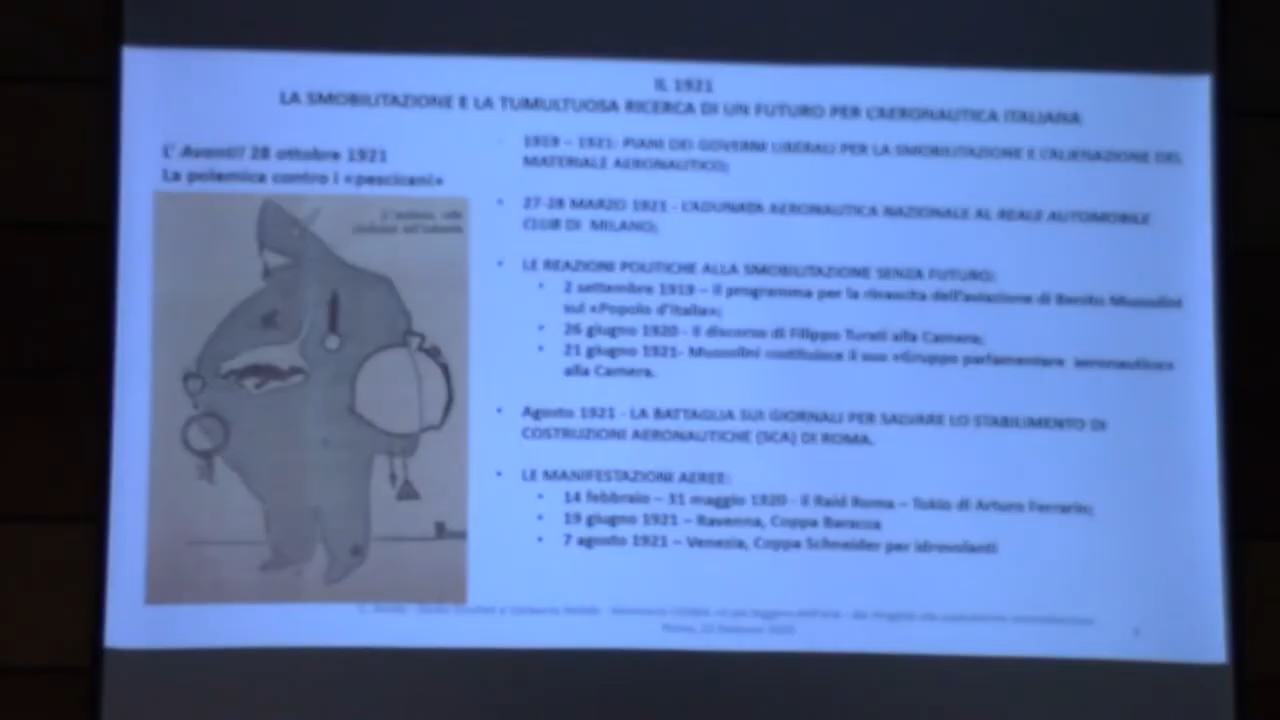 IL 1921
LA SMOBILITAZIONE E LA TUMULTUOSA RICERCA DI UN FUTURO PER L'AERONAUTICA ITALIANA
L' Avanti! 28 ottobre 1921
La polemica contro i «pescicani»
1919 – 1921: PIANI DEI GOVERNI LIBERALI PER LA SMOBILITAZIONE E L'ALIENAZIONE DEL
MATERIALE AERONAUTICO;
• 27-28 MARZO 1921 - L'ADUNATA AERONAUTICA NAZIONALE AL REALE AUTOMOBILE
CLUB DI MILANO;
• LE REAZIONI POLITICHE ALLA SMOBILITAZIONE SENZA FUTURO:
• 2 settembre 1919 – il programma per la rinascita dell'aviazione di Benito Mussolini
sul «Popolo d'Italia»;
• 26 giugno 1920 - Il discorso di Filippo Turati alla Camera;
• 21 giugno 1921- Mussolini costituisce il suo «Gruppo parlamentare aeronautico»
alla Camera.
• Agosto 1921 - LA BATTAGLIA SUI GIORNALI PER SALVARE LO STABILIMENTO DI
COSTRUZIONI AERONAUTICHE (SCA) DI ROMA.
• LE MANIFESTAZIONI AEREE:
• 14 febbraio – 31 maggio 1920 - Il Raid Roma – Tokio di Arturo Ferrarin;
• 19 giugno 1921 – Ravenna, Coppa Baracca
• 7 agosto 1921 – Venezia, Coppa Schneider per idrovolanti